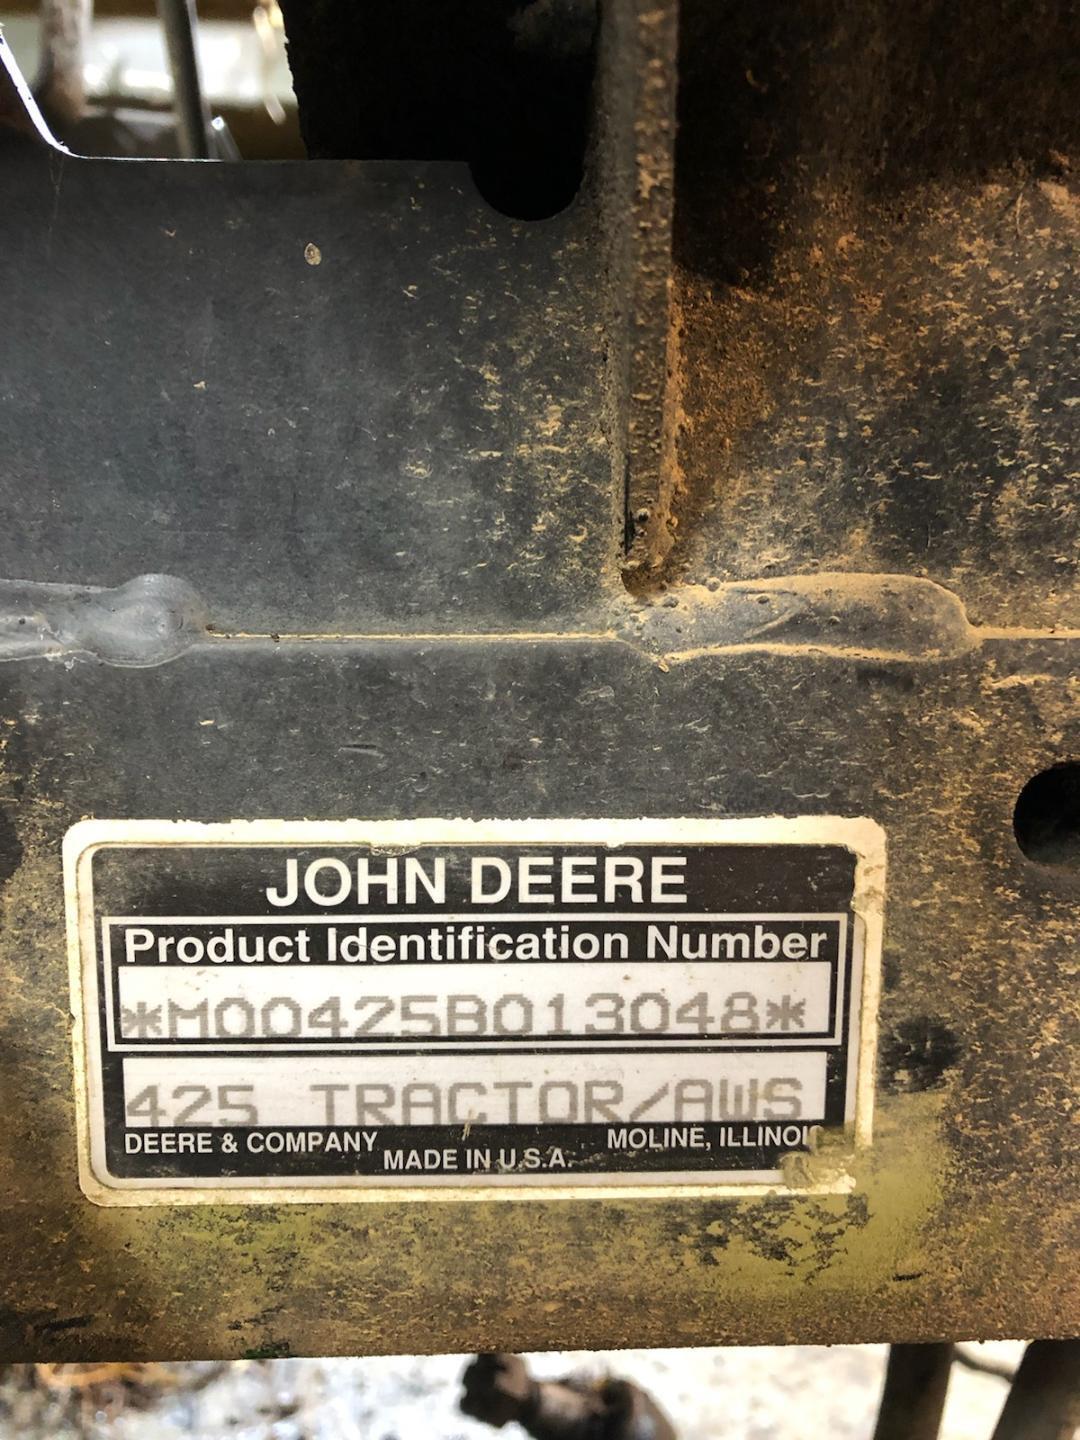 JOHN DEERE
Product Identification Number
*M00425B013048*
425 TRACTOR/AWS
DEERE & COMPANY MOLINE, ILLINOIS
MADE IN U.S.A.